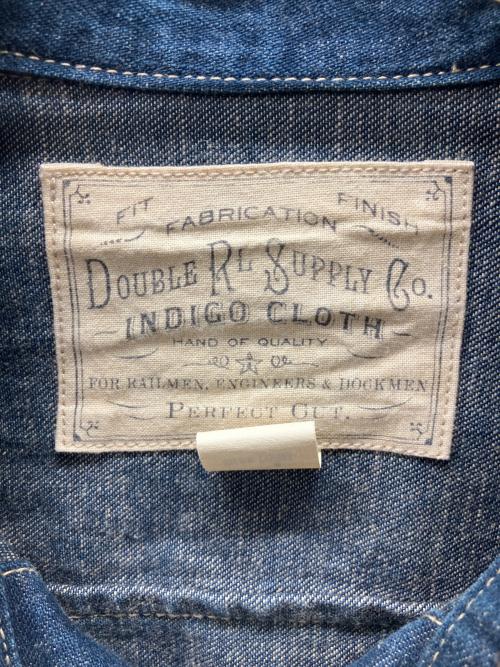 FIT FABRICATION FINISH
DOUBLE RL SUPPLY CO.
INDIGO CLOTH
HAND OF QUALITY
FOR RAILMEN, ENGINEERS & DOCKMEN
PERFECT CUT.